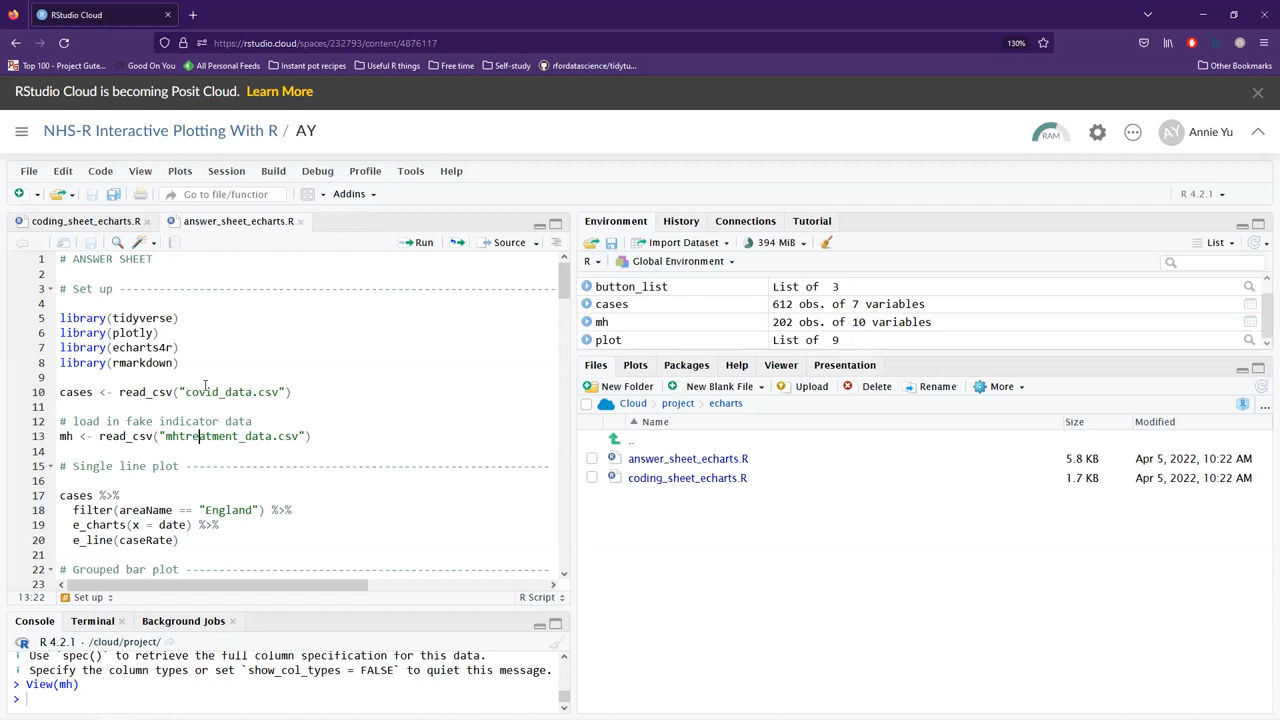 RStudio Cloud
https://rstudio.cloud/spaces/232793/content/4876117
130%
Top 100 - Project Gute... Good On You All Personal Feeds Instant pot recipes Useful R things Free time Self-study rfordatascience/tidytu... Other Bookmarks
RStudio Cloud is becoming Posit Cloud. Learn More
NHS-R Interactive Plotting With R / AY
RAM
AY Annie Yu
File Edit Code View Plots Session Build Debug Profile Tools Help
Go to file/functior Addins R 4.2.1
coding_sheet_echarts.R answer_sheet_echarts.R
Run Source
1 # ANSWER SHEET
2
3 # Set up ---------------------------------------------------------------
4
5 library(tidyverse)
6 library(plotly)
7 library(echarts4r)
8 library(rmarkdown)
9
10 cases <- read_csv("covid_data.csv")
11
12 # load in fake indicator data
13 mh <- read_csv("mhtreatment_data.csv")
14
15 # Single line plot -----------------------------------------------------
16
17 cases %>%
18 filter(areaName == "England") %>%
19 e_charts(x = date) %>%
20 e_line(caseRate)
21
22 # Grouped bar plot -----------------------------------------------------
23
13:22 Set up R Script
Console Terminal Background Jobs
R 4.2.1 · /cloud/project/
i Use `spec()` to retrieve the full column specification for this data.
i Specify the column types or set `show_col_types = FALSE` to quiet this message.
> View(mh)
>
Environment History Connections Tutorial
Import Dataset 394 MiB List
R Global Environment
button_list List of 3
cases 612 obs. of 7 variables
mh 202 obs. of 10 variables
plot List of 9
Files Plots Packages Help Viewer Presentation
New Folder New Blank File Upload Delete Rename More
Cloud project echarts ...
Name Size Modified
..
answer_sheet_echarts.R 5.8 KB Apr 5, 2022, 10:22 AM
coding_sheet_echarts.R 1.7 KB Apr 5, 2022, 10:22 AM